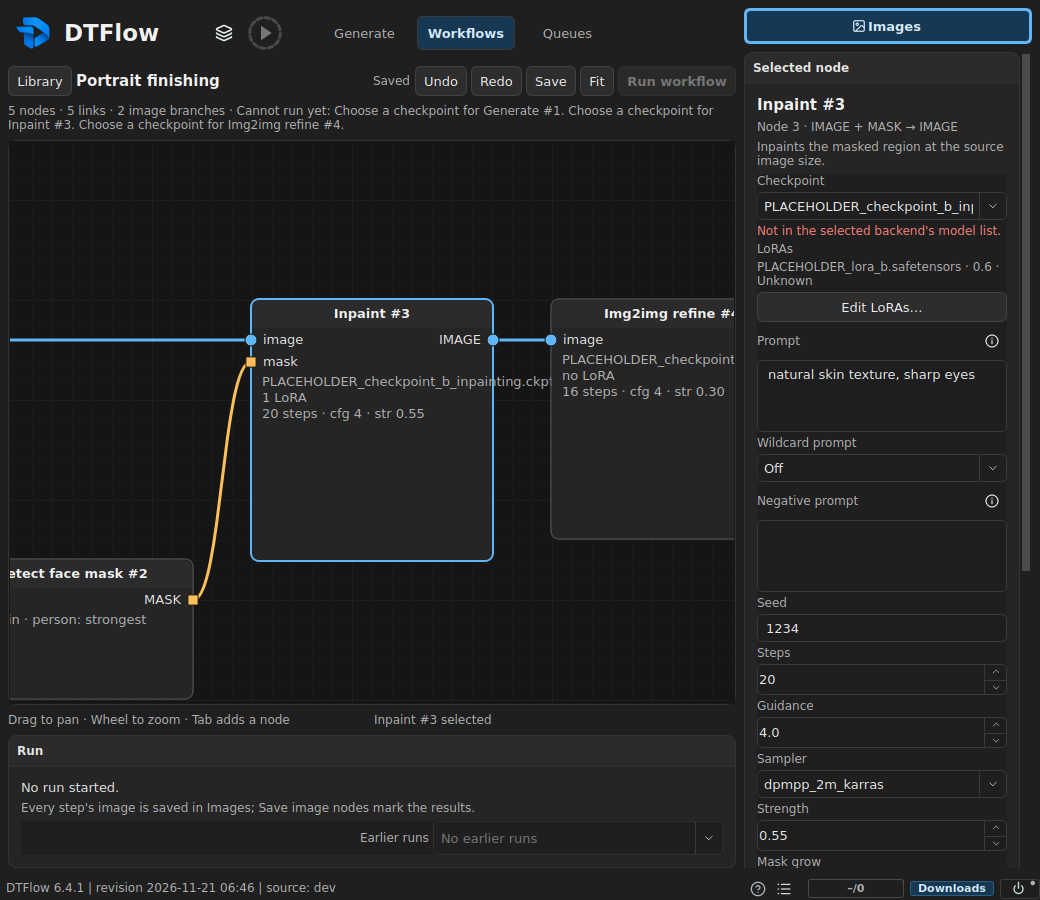 DTFlow
Generate
Workflows
Queues
Images
Library
Portrait finishing
Saved
Undo
Redo
Save
Fit
Run workflow
5 nodes · 5 links · 2 image branches · Cannot run yet: Choose a checkpoint for Generate #1. Choose a checkpoint for
Inpaint #3. Choose a checkpoint for Img2img refine #4.
Inpaint #3
image
IMAGE
mask
PLACEHOLDER_checkpoint_b_inpainting.ckpt
1 LoRA
20 steps · cfg 4 · str 0.55
Img2img refine #4
image
PLACEHOLDER_checkpoint
no LoRA
16 steps · cfg 4 · str 0.30
etect face mask #2
MASK
in · person: strongest
Drag to pan · Wheel to zoom · Tab adds a node
Inpaint #3 selected
Run
No run started.
Every step's image is saved in Images; Save image nodes mark the results.
Earlier runs
No earlier runs
Selected node
Inpaint #3
Node 3 · IMAGE + MASK → IMAGE
Inpaints the masked region at the source
image size.
Checkpoint
PLACEHOLDER_checkpoint_b_inp
Not in the selected backend's model list.
LoRAs
PLACEHOLDER_lora_b.safetensors · 0.6 ·
Unknown
Edit LoRAs...
Prompt
natural skin texture, sharp eyes
Wildcard prompt
Off
Negative prompt
Seed
1234
Steps
20
Guidance
4.0
Sampler
dpmpp_2m_karras
Strength
0.55
Mask grow
DTFlow 6.4.1 | revision 2026-11-21 06:46 | source: dev
–/0
Downloads